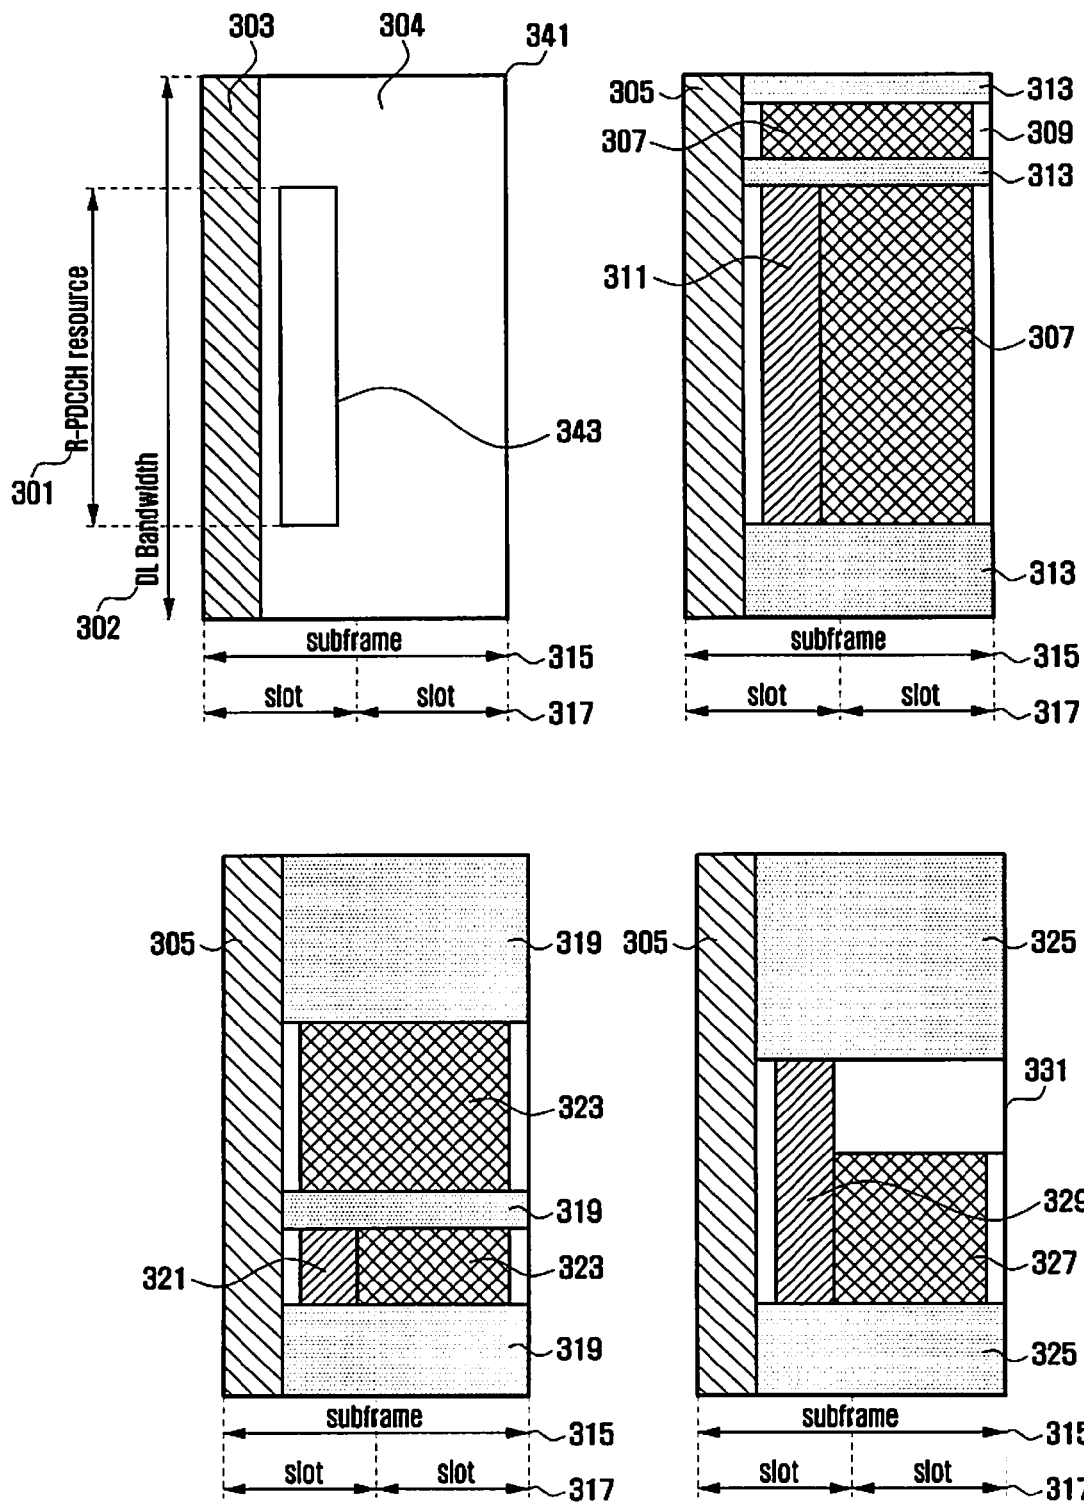 303
304
341
R-PDCCH resource
301
DL Bandwidth
302
343
subframe
315
slot
slot
317
305
313
307
309
313
311
307
313
subframe
315
slot
slot
317
305
319
323
319
321
323
319
subframe
315
slot
slot
317
305
325
331
329
327
325
subframe
315
slot
slot
317